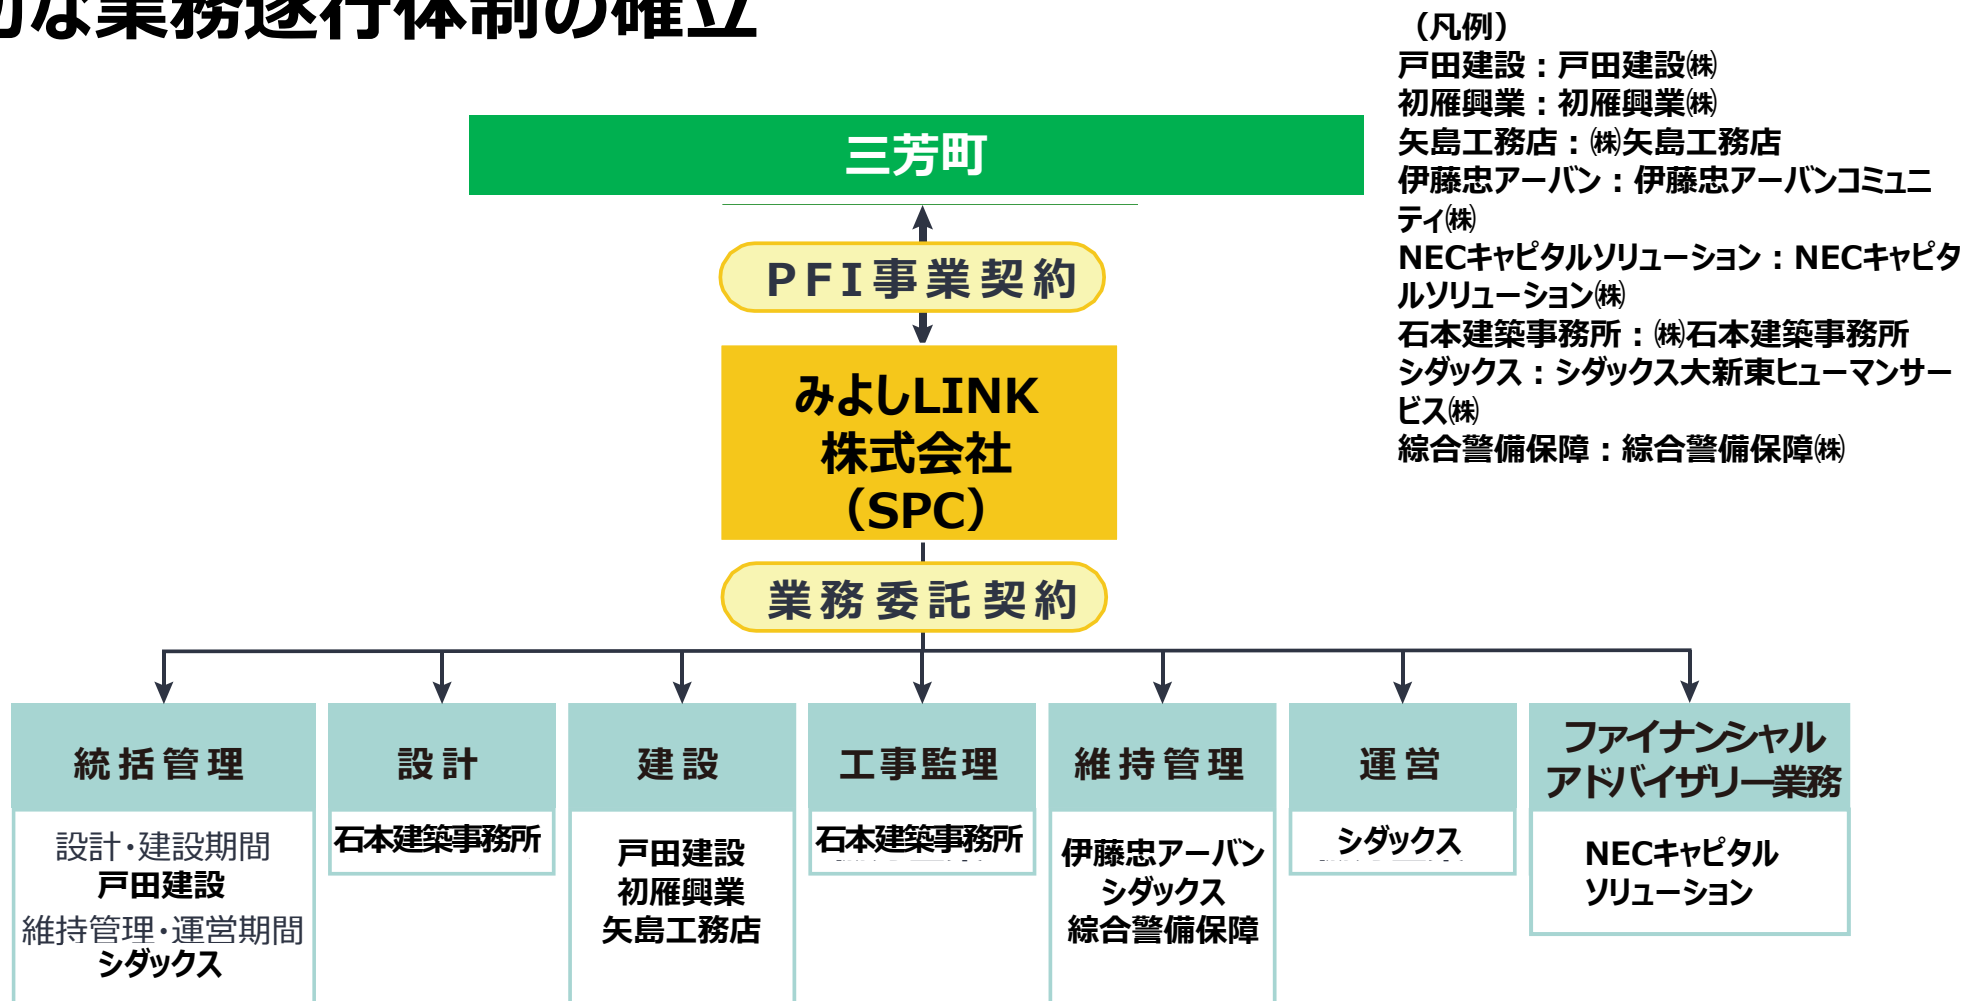 な業務遂行体制の確立
（凡例）
戸田建設：戸田建設㈱
初雁興業：初雁興業㈱
矢島工務店：㈱矢島工務店
伊藤忠アーバン：伊藤忠アーバンコミュニ
ティ㈱
NECキャピタルソリューション：NECキャピタ
ルソリューション㈱
石本建築事務所：㈱石本建築事務所
シダックス：シダックス大新東ヒューマンサー
ビス㈱
綜合警備保障：綜合警備保障㈱
三芳町
PFI事業契約
みよしLINK
株式会社
（SPC）
業務委託契約
統括管理
設計・建設期間
戸田建設
維持管理・運営期間
シダックス
設計
石本建築事務所
建設
戸田建設
初雁興業
矢島工務店
工事監理
石本建築事務所
維持管理
伊藤忠アーバン
シダックス
綜合警備保障
運営
シダックス
ファイナンシャル
アドバイザリー業務
NECキャピタル
ソリューション